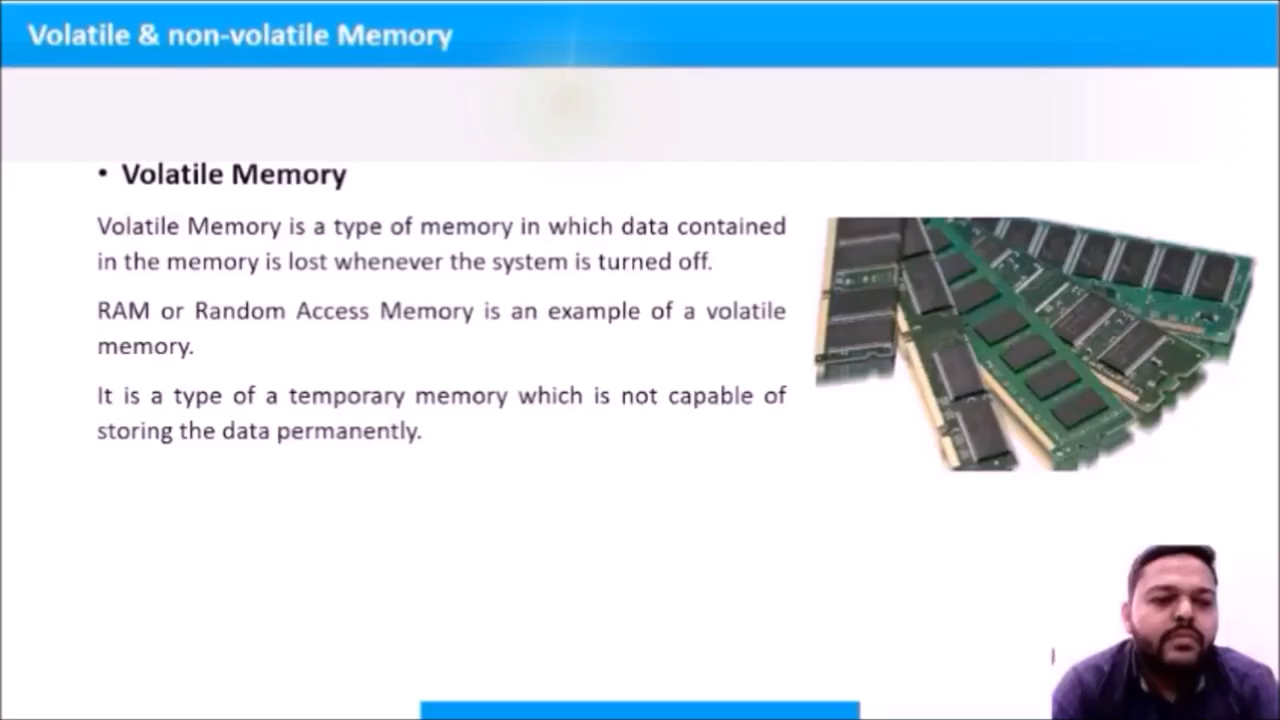 Volatile & non-volatile Memory
• Volatile Memory
Volatile Memory is a type of memory in which data contained
in the memory is lost whenever the system is turned off.
RAM or Random Access Memory is an example of a volatile
memory.
It is a type of a temporary memory which is not capable of
storing the data permanently.